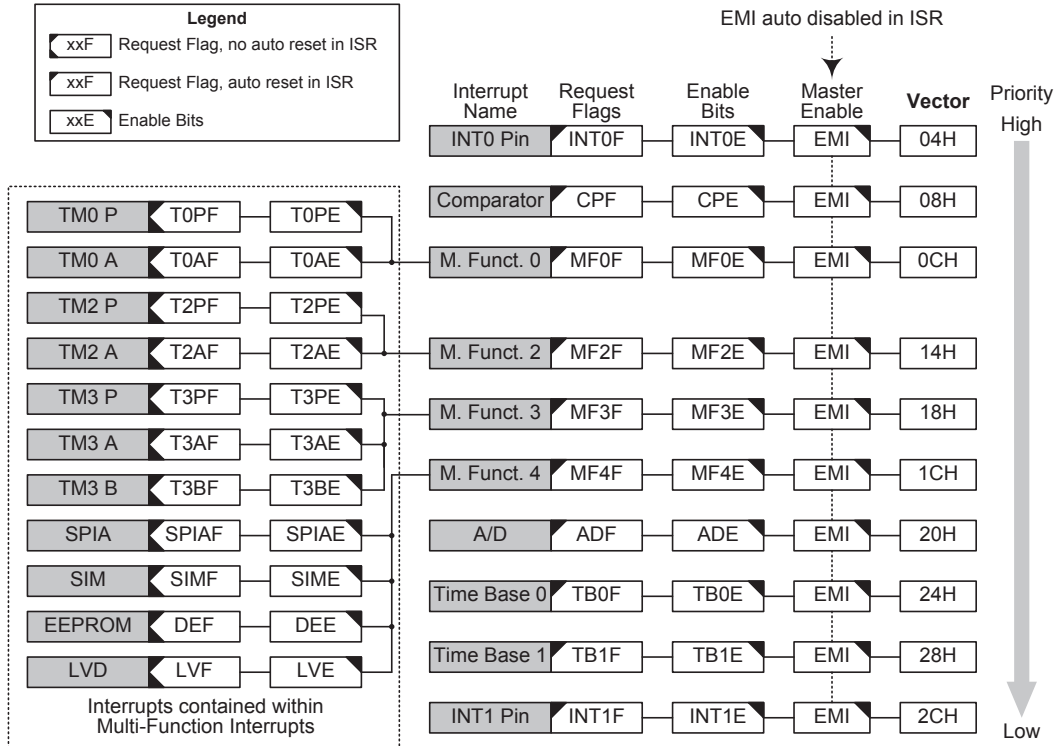 Legend
xxF Request Flag, no auto reset in ISR
xxF Request Flag, auto reset in ISR
xxE Enable Bits
EMI auto disabled in ISR
Interrupt Name Request Flags Enable Bits Master Enable Vector Priority
High
INT0 Pin INT0F INT0E EMI 04H
Comparator CPF CPE EMI 08H
M. Funct. 0 MF0F MF0E EMI 0CH
M. Funct. 2 MF2F MF2E EMI 14H
M. Funct. 3 MF3F MF3E EMI 18H
M. Funct. 4 MF4F MF4E EMI 1CH
A/D ADF ADE EMI 20H
Time Base 0 TB0F TB0E EMI 24H
Time Base 1 TB1F TB1E EMI 28H
INT1 Pin INT1F INT1E EMI 2CH
Low
TM0 P T0PF T0PE
TM0 A T0AF T0AE
TM2 P T2PF T2PE
TM2 A T2AF T2AE
TM3 P T3PF T3PE
TM3 A T3AF T3AE
TM3 B T3BF T3BE
SPIA SPIAF SPIAE
SIM SIMF SIME
EEPROM DEF DEE
LVD LVF LVE
Interrupts contained within
Multi-Function Interrupts